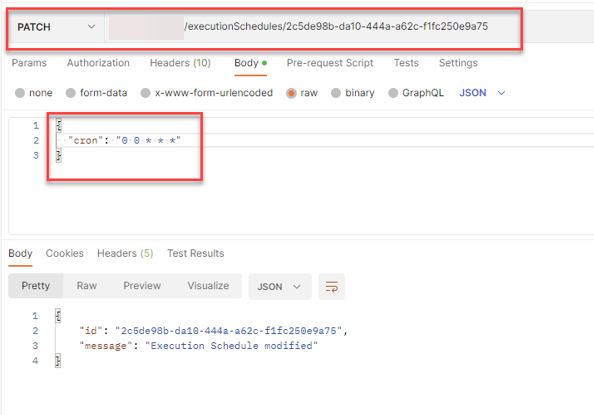 PATCH /executionSchedules/2c5de98b-da10-444a-a62c-f1fc250e9a75
Params Authorization Headers (10) Body Pre-request Script Tests Settings
none form-data x-www-form-urlencoded raw binary GraphQL JSON
1 {
2 "cron": "0 0 * * *"
3 }
Body Cookies Headers (5) Test Results
Pretty Raw Preview Visualize JSON
1 {
2 "id": "2c5de98b-da10-444a-a62c-f1fc250e9a75",
3 "message": "Execution Schedule modified"
4 }